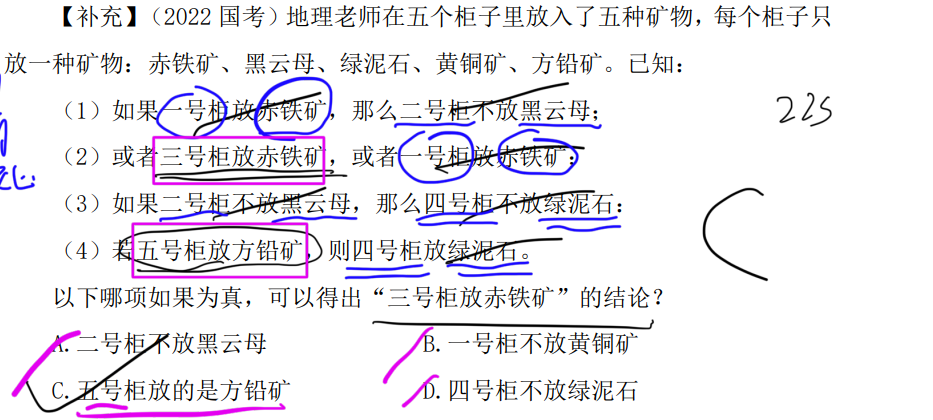 【补充】（2022 国考）地理老师在五个柜子里放入了五种矿物，每个柜子只
放一种矿物：赤铁矿、黑云母、绿泥石、黄铜矿、方铅矿。已知：
（1）如果一号柜放赤铁矿，那么二号柜不放黑云母；
225
（2）或者三号柜放赤铁矿，或者一号柜放赤铁矿；
（3）如果二号柜不放黑云母，那么四号柜不放绿泥石：
C
（4）若五号柜放方铅矿，则四号柜放绿泥石。
以下哪项如果为真，可以得出“三号柜放赤铁矿”的结论？
A.二号柜不放黑云母 B.一号柜不放黄铜矿
C.五号柜放的是方铅矿 D.四号柜不放绿泥石